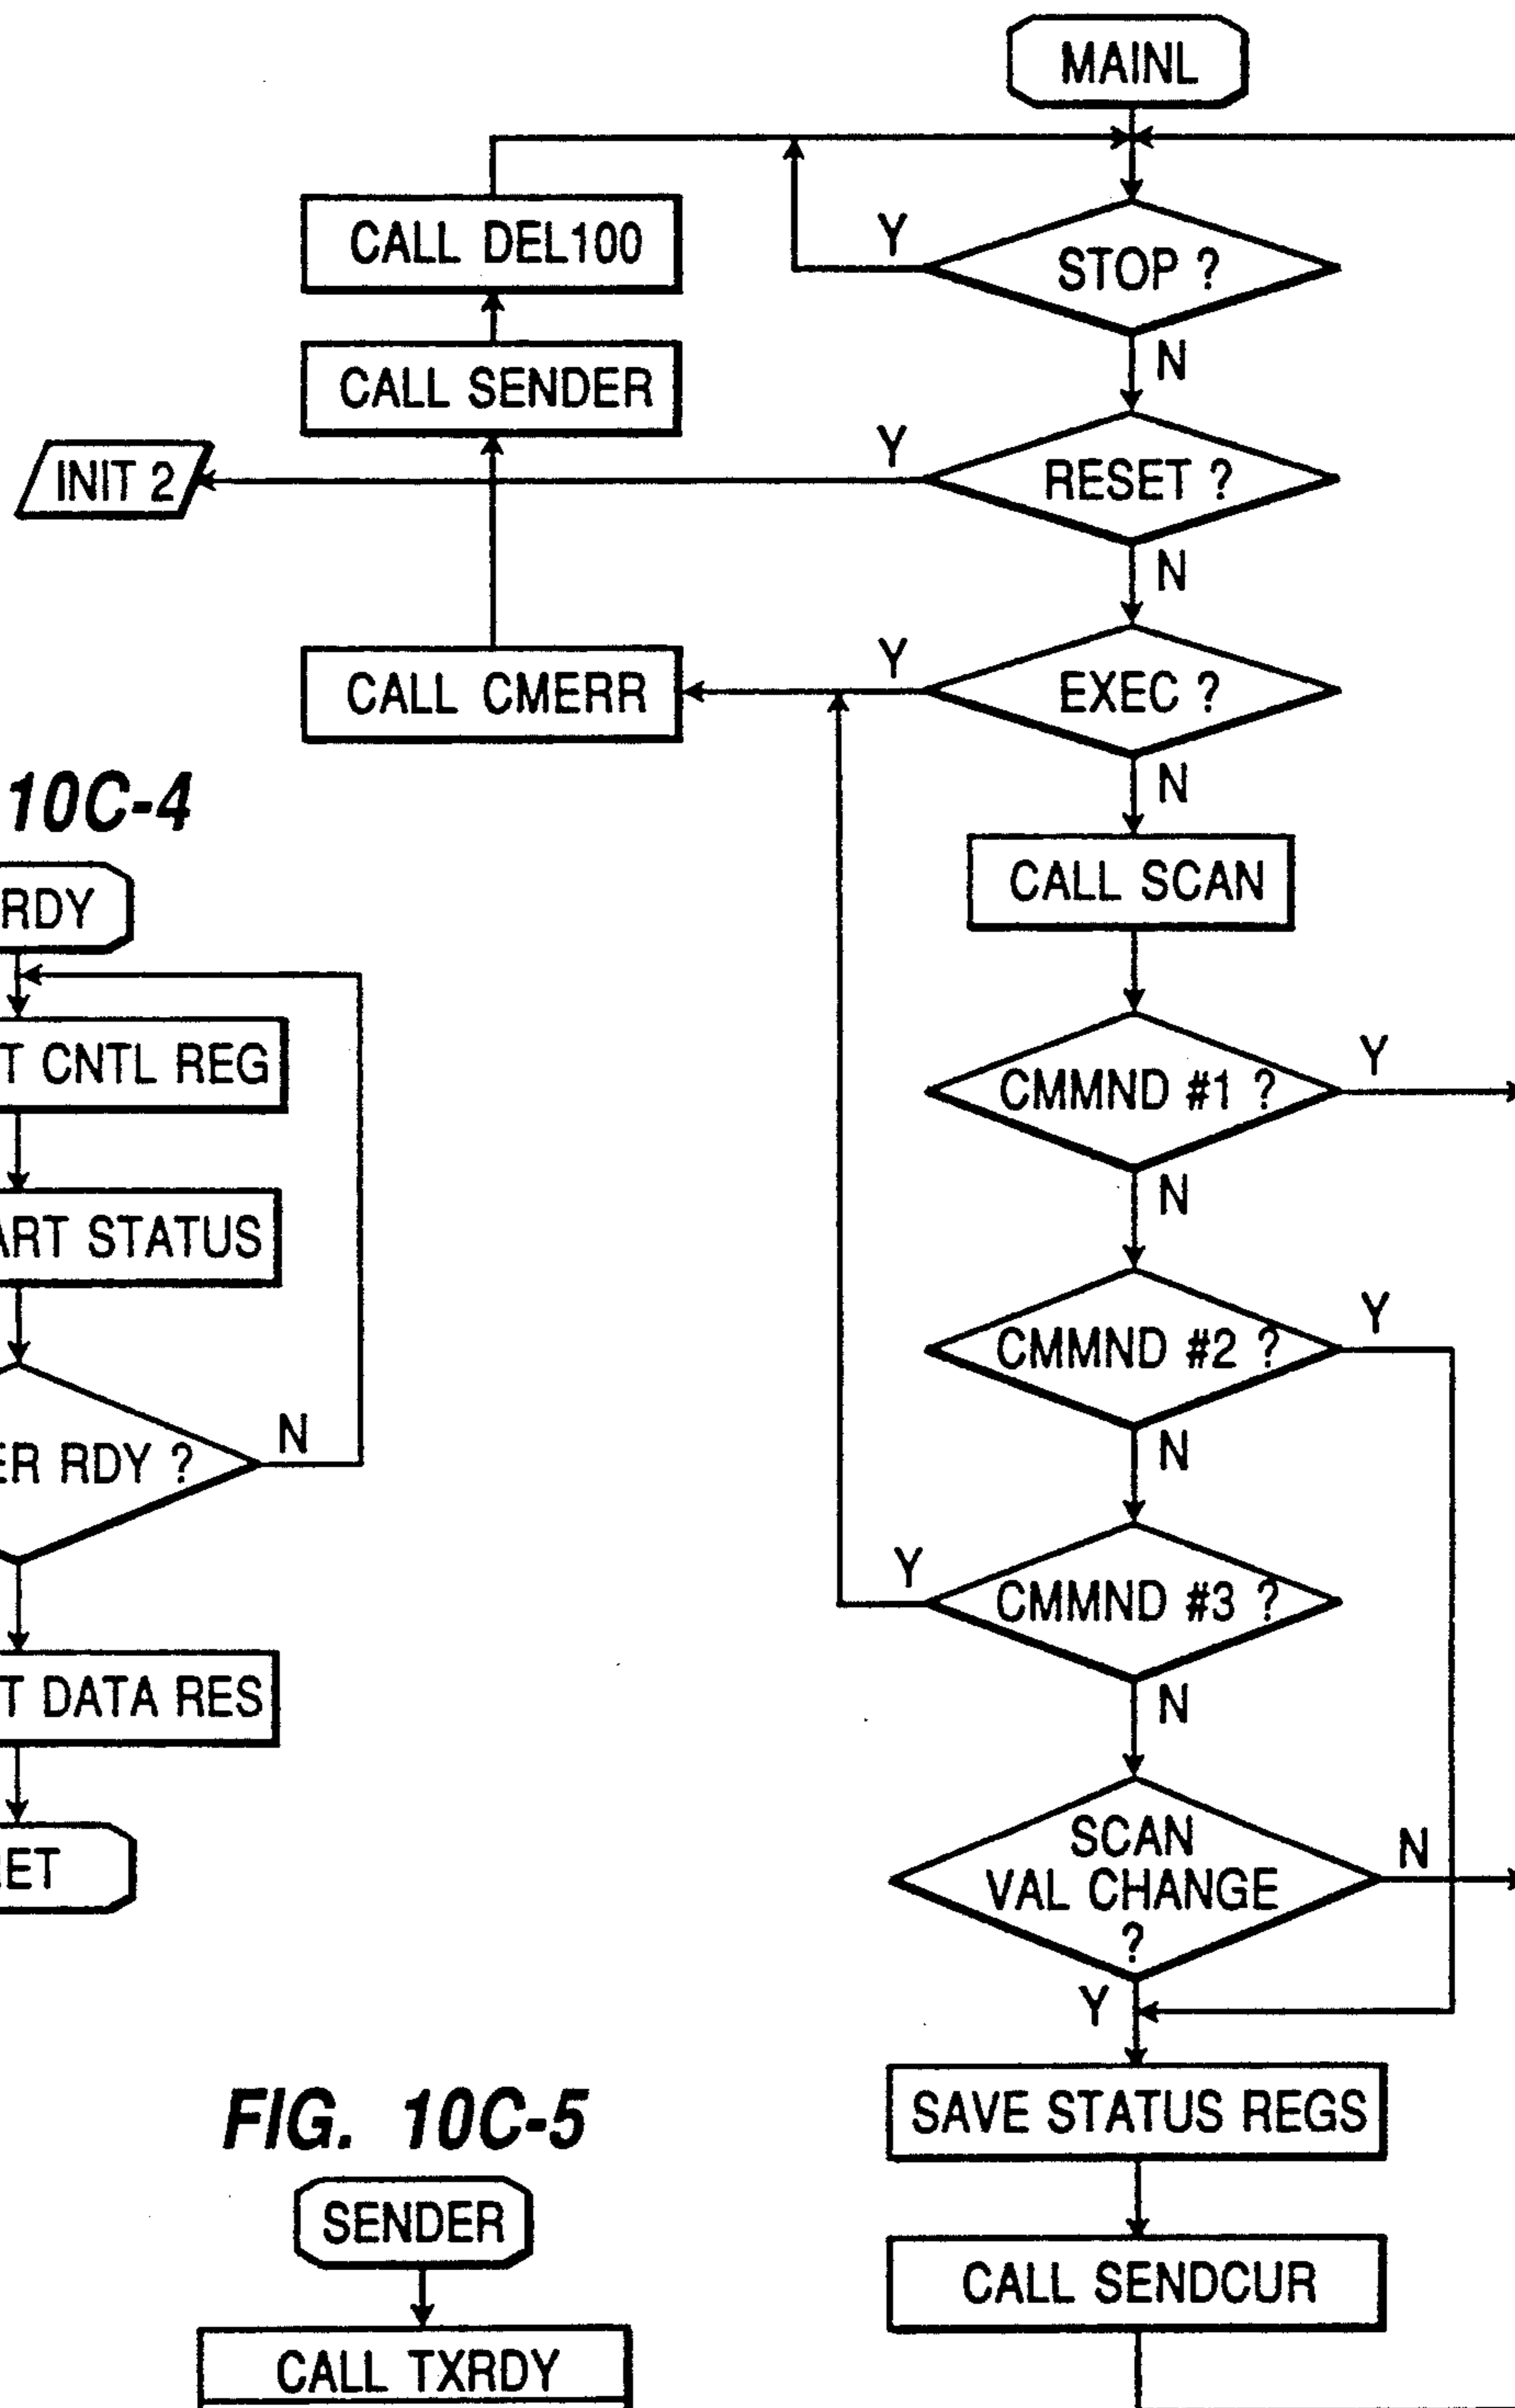 MAINL
CALL DEL100
Y
STOP ?
N
CALL SENDER
Y
INIT 2
RESET ?
N
Y
CALL CMERR
EXEC ?
N
10C-4
CALL SCAN
RDY
T CNTL REG
Y
CMMND #1 ?
N
ART STATUS
Y
CMMND #2 ?
N
ER RDY ?
N
Y
CMMND #3 ?
N
T DATA RES
SCAN
VAL CHANGE
?
N
ET
Y
SAVE STATUS REGS
FIG. 10C-5
SENDER
CALL SENDCUR
CALL TXRDY